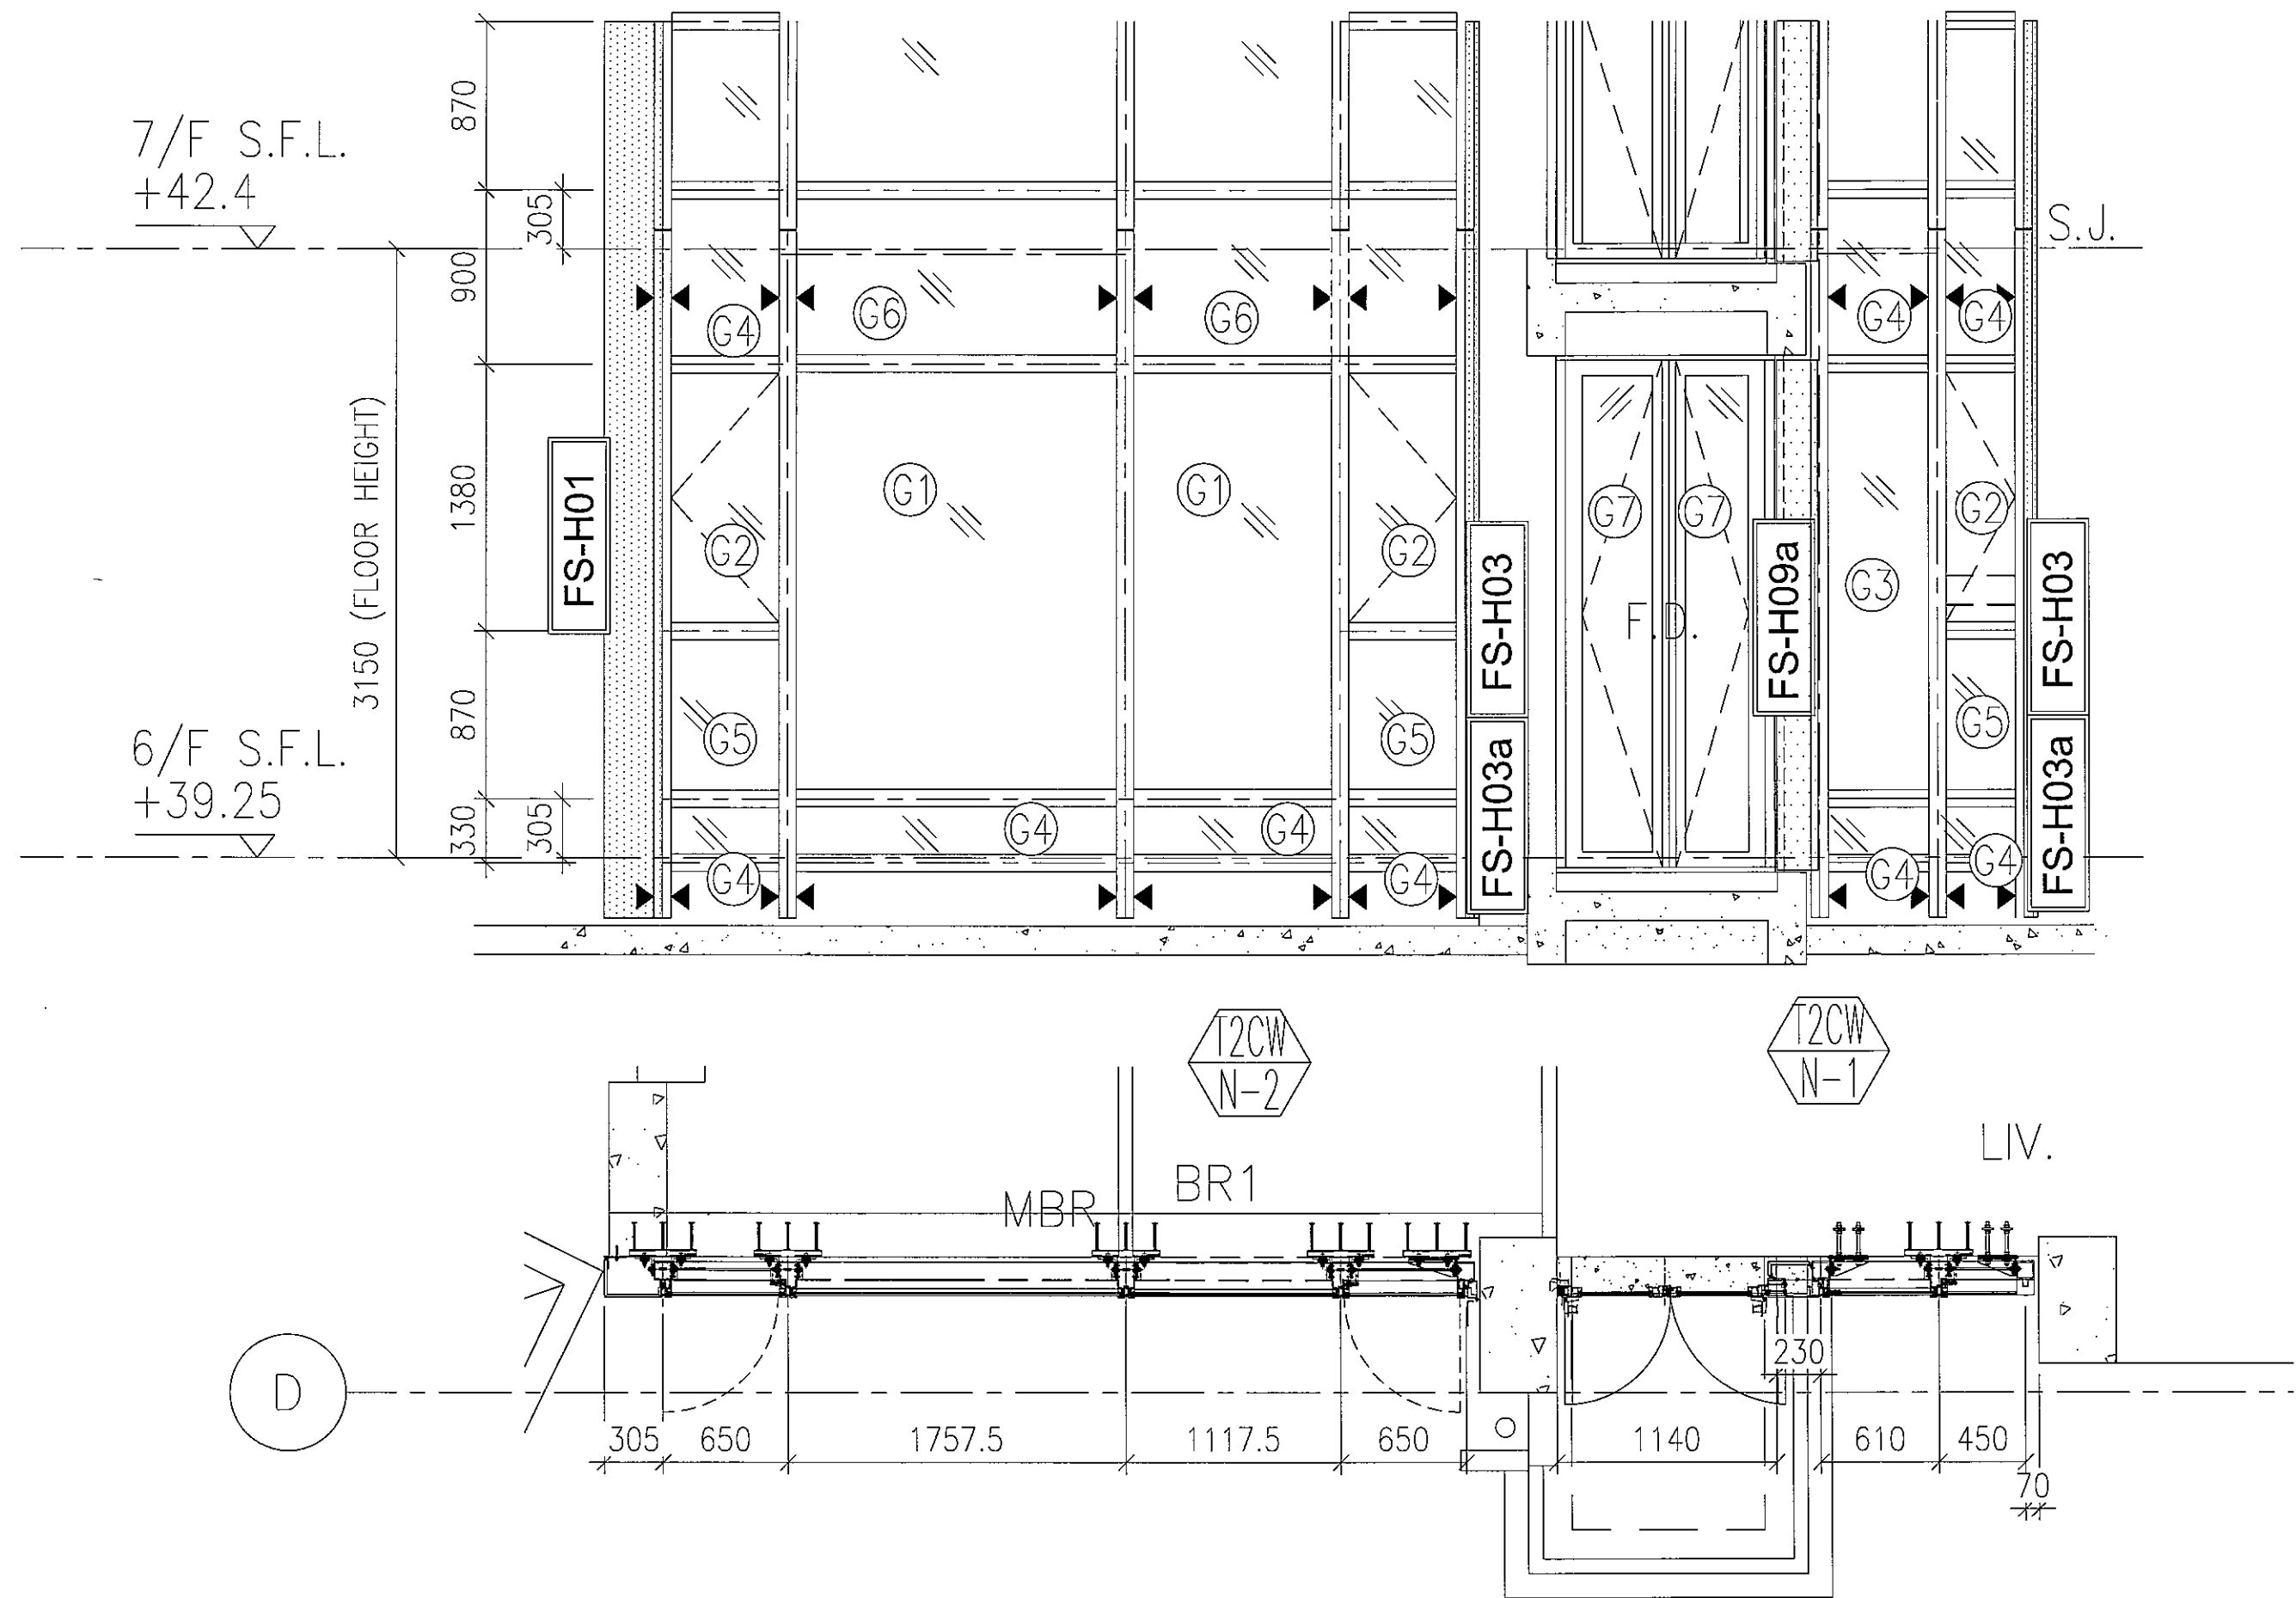 870
7/F S.F.L.
+42.4
305
S.J.
900
G4
G6
G6
G4
G4
3150 (FLOOR HEIGHT)
1380
FS-H01
G1
G1
G2
G2
G7
G7
G2
FS-H03
FS-H09a
G3
FS-H03
F.D.
870
G5
G5
G5
6/F S.F.L.
+39.25
330
305
G4
G4
G4
G4
FS-H03a
G4
G4
FS-H03a
T2CW
N-2
T2CW
N-1
LIV.
MBR
BR1
230
D
305
650
1757.5
1117.5
650
1140
610
450
70